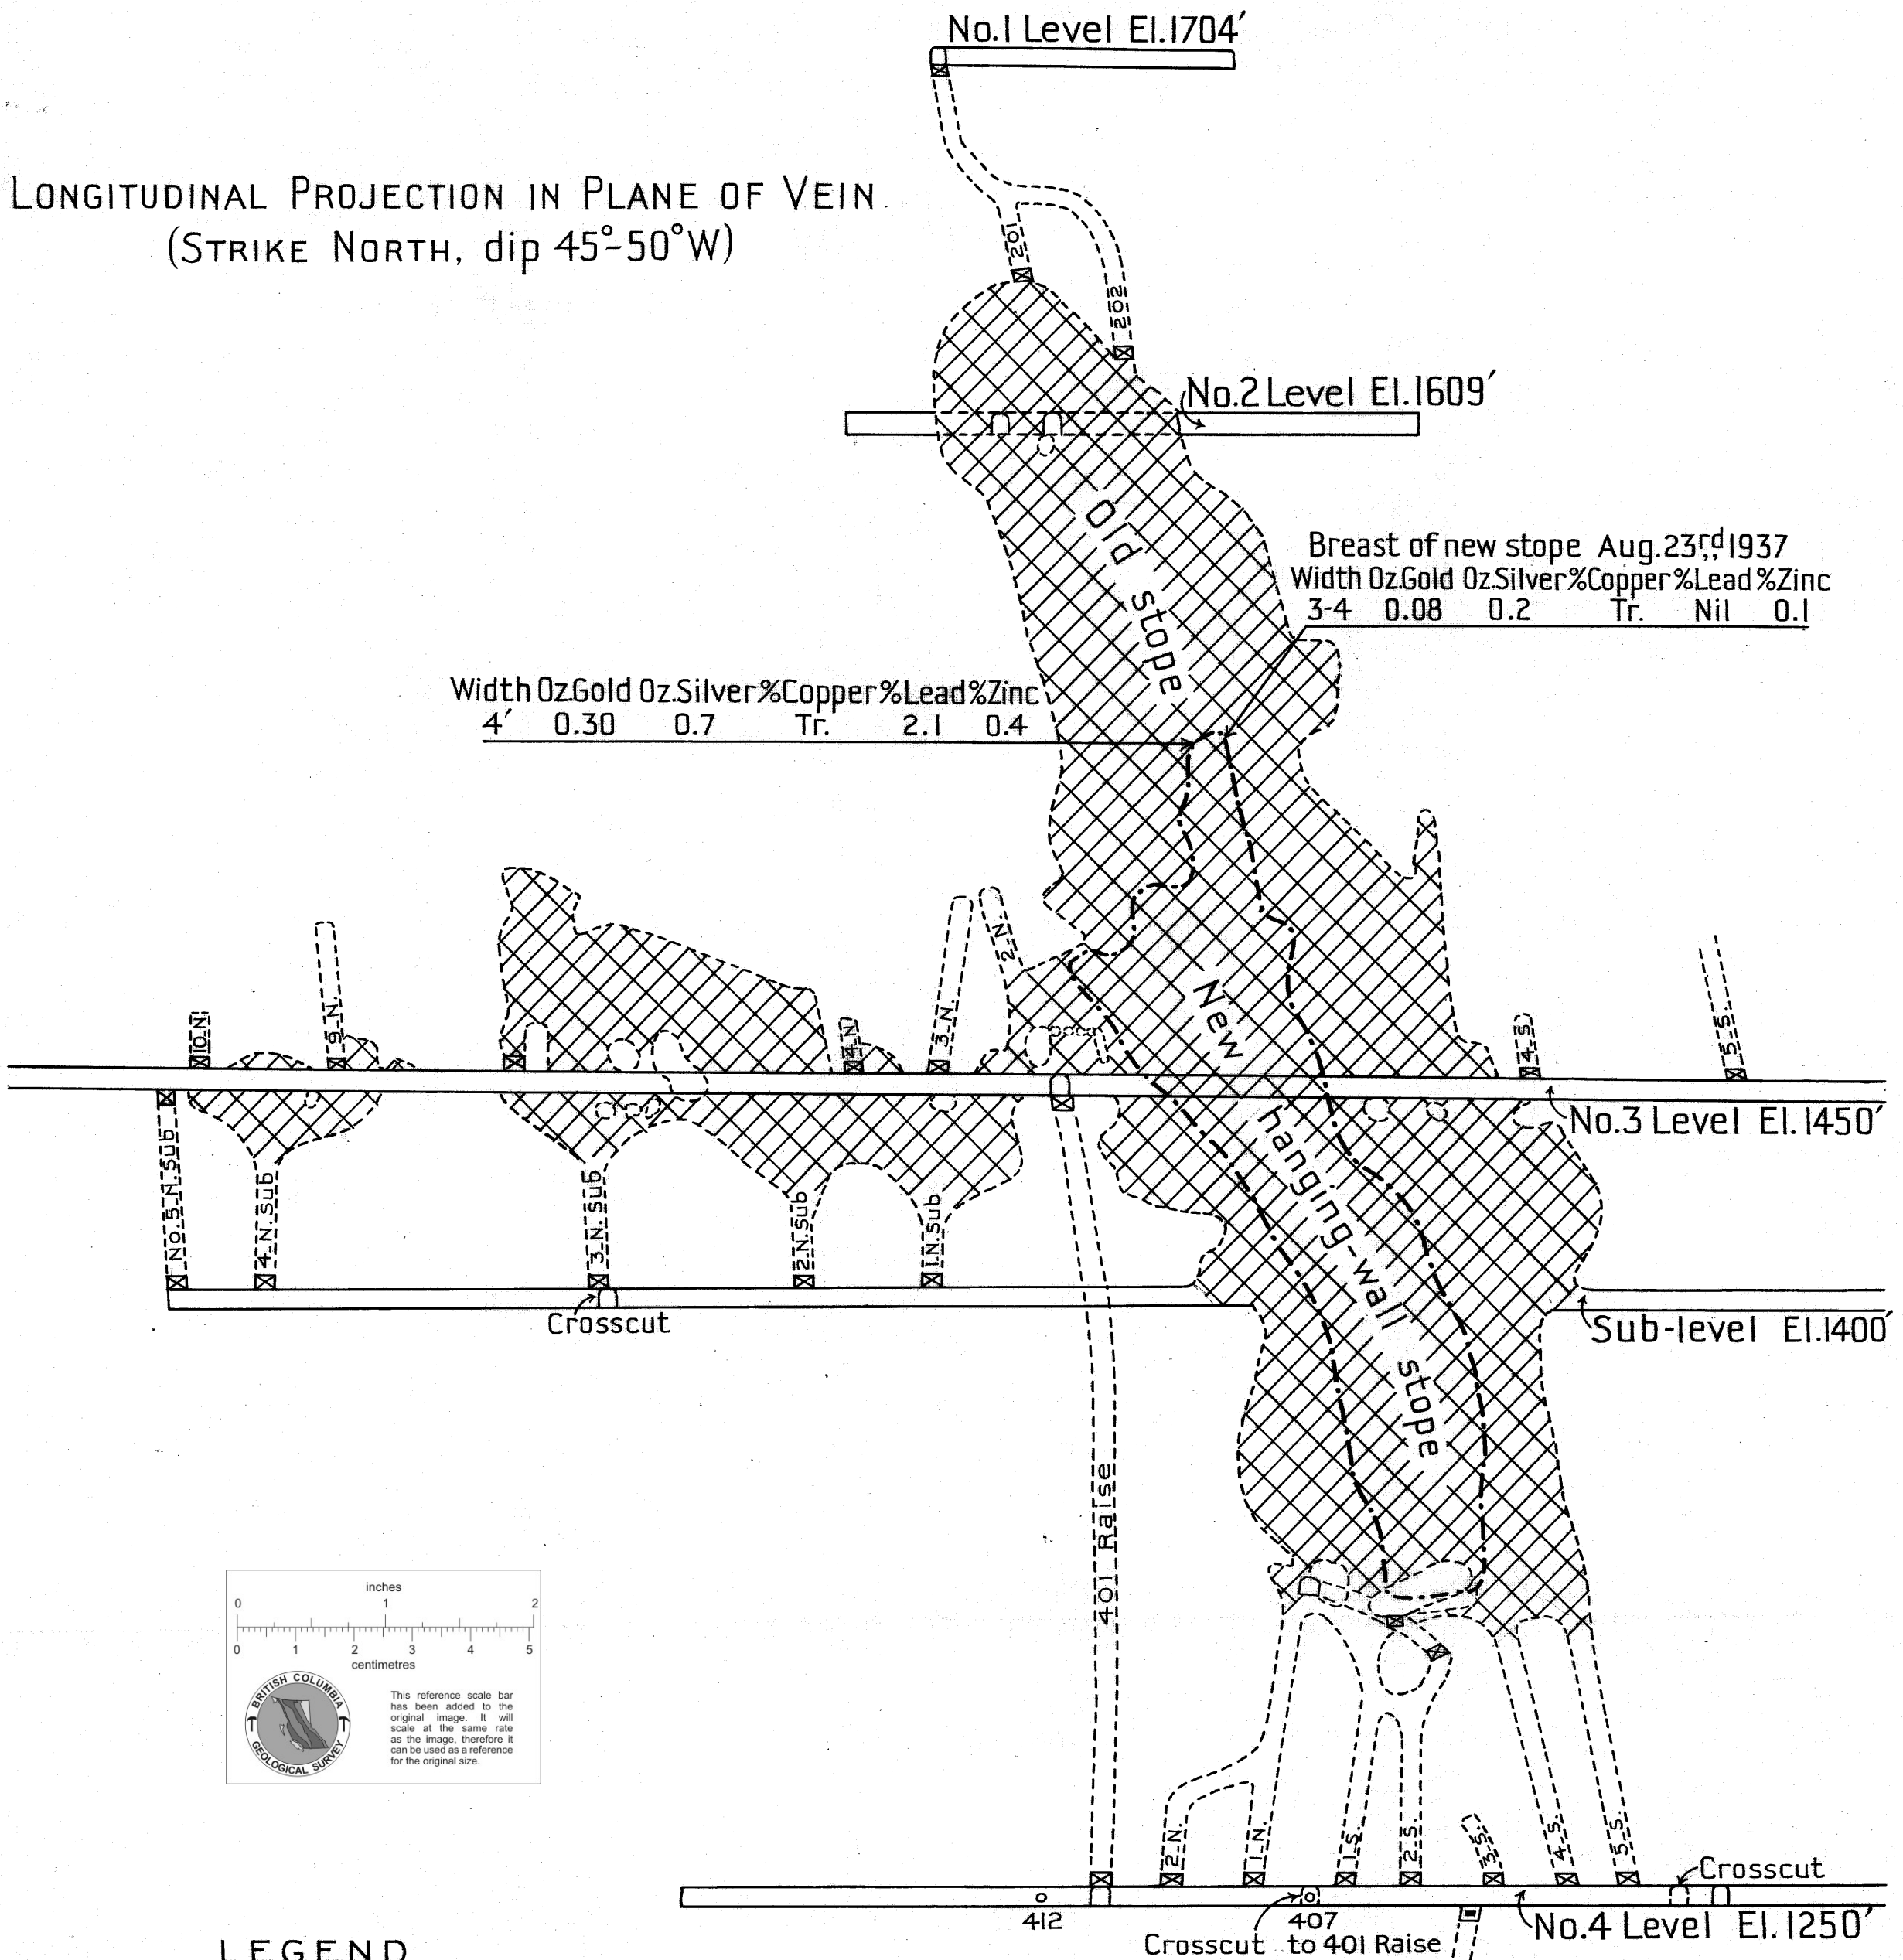 No.1 Level El.1704′
LONGITUDINAL PROJECTION IN PLANE OF VEIN
(STRIKE NORTH, dip 45°-50°W)
201
202
No.2 Level El.1609′
Old stope
Breast of new stope Aug.23rd,1937
Width Oz.Gold Oz.Silver %Copper %Lead %Zinc
3-4 0.08 0.2 Tr. Nil 0.1
Width Oz.Gold Oz.Silver %Copper %Lead %Zinc
4′ 0.30 0.7 Tr. 2.1 0.4
10 N.
9 N.
4 N.
3 N.
2 N.
4 S.
5 S.
New hanging-wall stope
No.3 Level El.1450′
No.5 N.Sub
4 N.Sub
3 N.Sub
2 N.Sub
1 N.Sub
Crosscut
Sub-level El.1400′
401 Raise
inches
0 1 2
0 1 2 3 4 5
centimetres
BRITISH COLUMBIA
GEOLOGICAL SURVEY
This reference scale bar
has been added to the
original image. It will
scale at the same rate
as the image, therefore it
can be used as a reference
for the original size.
2 N.
1 N.
1 S.
2 S.
3 S.
4 S.
5 S.
Crosscut
412
407
No.4 Level El.1250′
Crosscut to 401 Raise
LEGEND